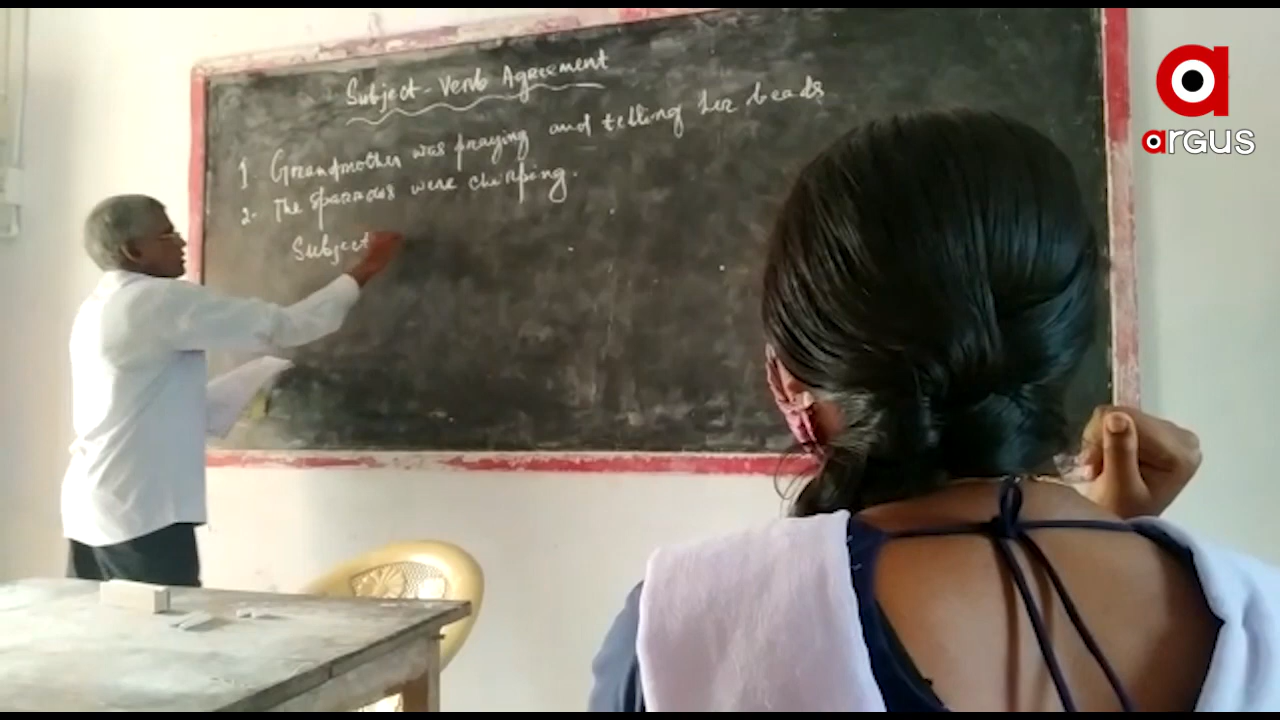 Subject-Verb Agreement
1. Grandmother was praying and telling her beads
2. The sparrows were chirping.
Subject
argus